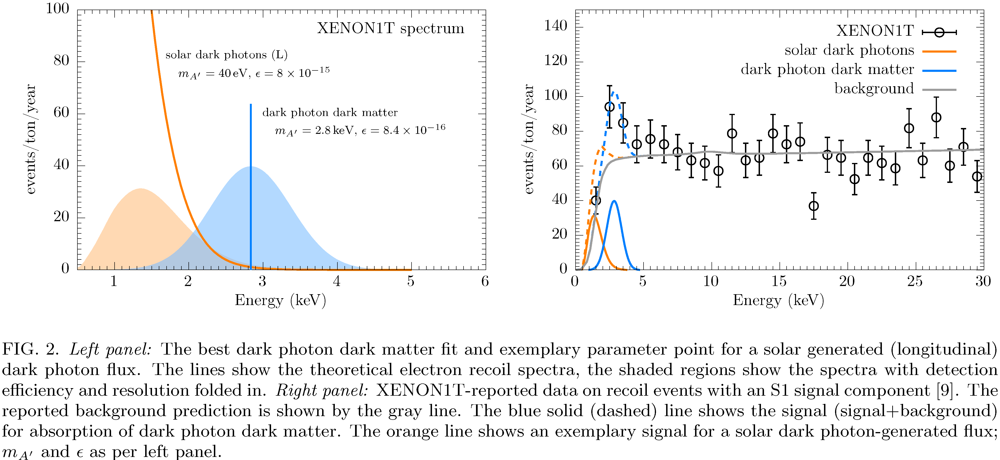 100
80
60
40
20
0
1
2
3
4
5
6
events/ton/year
Energy (keV)
XENON1T spectrum
solar dark photons (L)
m_{A′} = 40 eV, ϵ = 8 × 10^{−15}
dark photon dark matter
m_{A′} = 2.8 keV, ϵ = 8.4 × 10^{−16}
140
120
100
80
60
40
20
0
0
5
10
15
20
25
30
events/ton/year
Energy (keV)
XENON1T
solar dark photons
dark photon dark matter
background
FIG. 2. Left panel: The best dark photon dark matter fit and exemplary parameter point for a solar generated (longitudinal)
dark photon flux. The lines show the theoretical electron recoil spectra, the shaded regions show the spectra with detection
efficiency and resolution folded in. Right panel: XENON1T-reported data on recoil events with an S1 signal component [9]. The
reported background prediction is shown by the gray line. The blue solid (dashed) line shows the signal (signal+background)
for absorption of dark photon dark matter. The orange line shows an exemplary signal for a solar dark photon-generated flux;
m_{A′} and ϵ as per left panel.